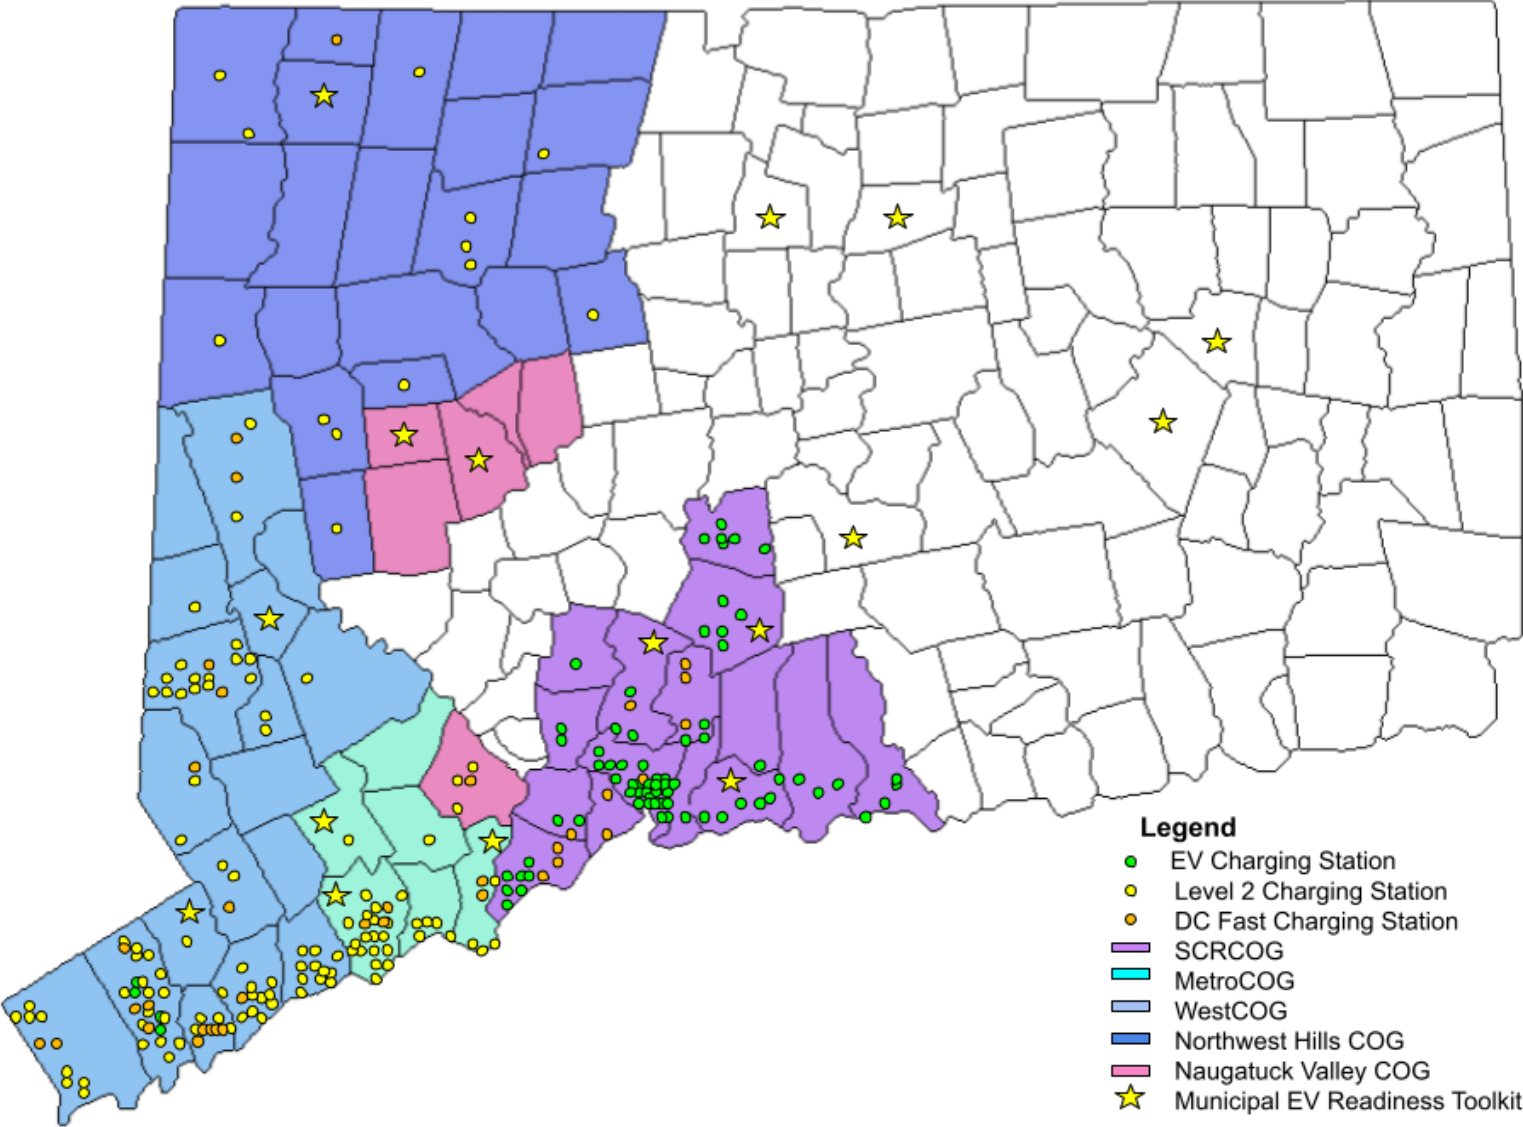 Legend
EV Charging Station
Level 2 Charging Station
DC Fast Charging Station
SCRCOG
MetroCOG
WestCOG
Northwest Hills COG
Naugatuck Valley COG
Municipal EV Readiness Toolkit